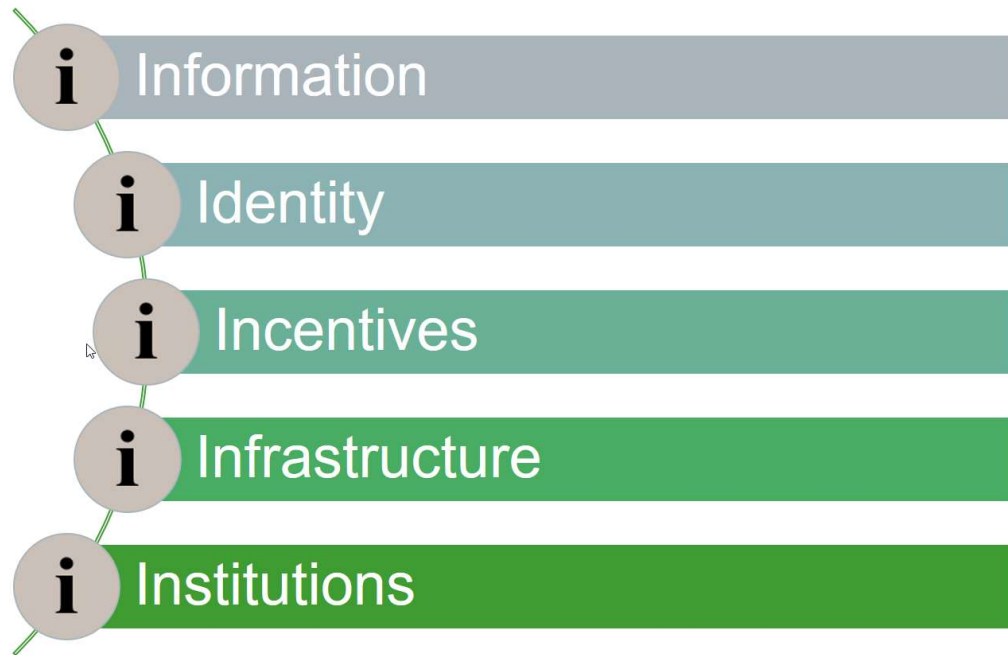 i Information
i Identity
i Incentives
i Infrastructure
i Institutions